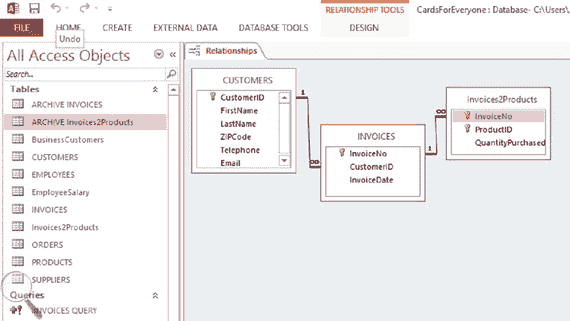 RELATIONSHIP TOOLS
CardsForEveryone : Database- C:\Users\
FILE
HOME
CREATE
EXTERNAL DATA
DATABASE TOOLS
DESIGN
Undo
All Access Objects
Search...
Tables
ARCHIVE INVOICES
ARCHIVE Invoices2Products
BusinessCustomers
CUSTOMERS
EMPLOYEES
EmployeeSalary
INVOICES
Invoices2Products
ORDERS
PRODUCTS
SUPPLIERS
Queries
INVOICES QUERY
Relationships
CUSTOMERS
CustomerID
FirstName
LastName
ZIPCode
Telephone
Email
1
∞
INVOICES
InvoiceNo
CustomerID
InvoiceDate
1
∞
Invoices2Products
InvoiceNo
ProductID
QuantityPurchased